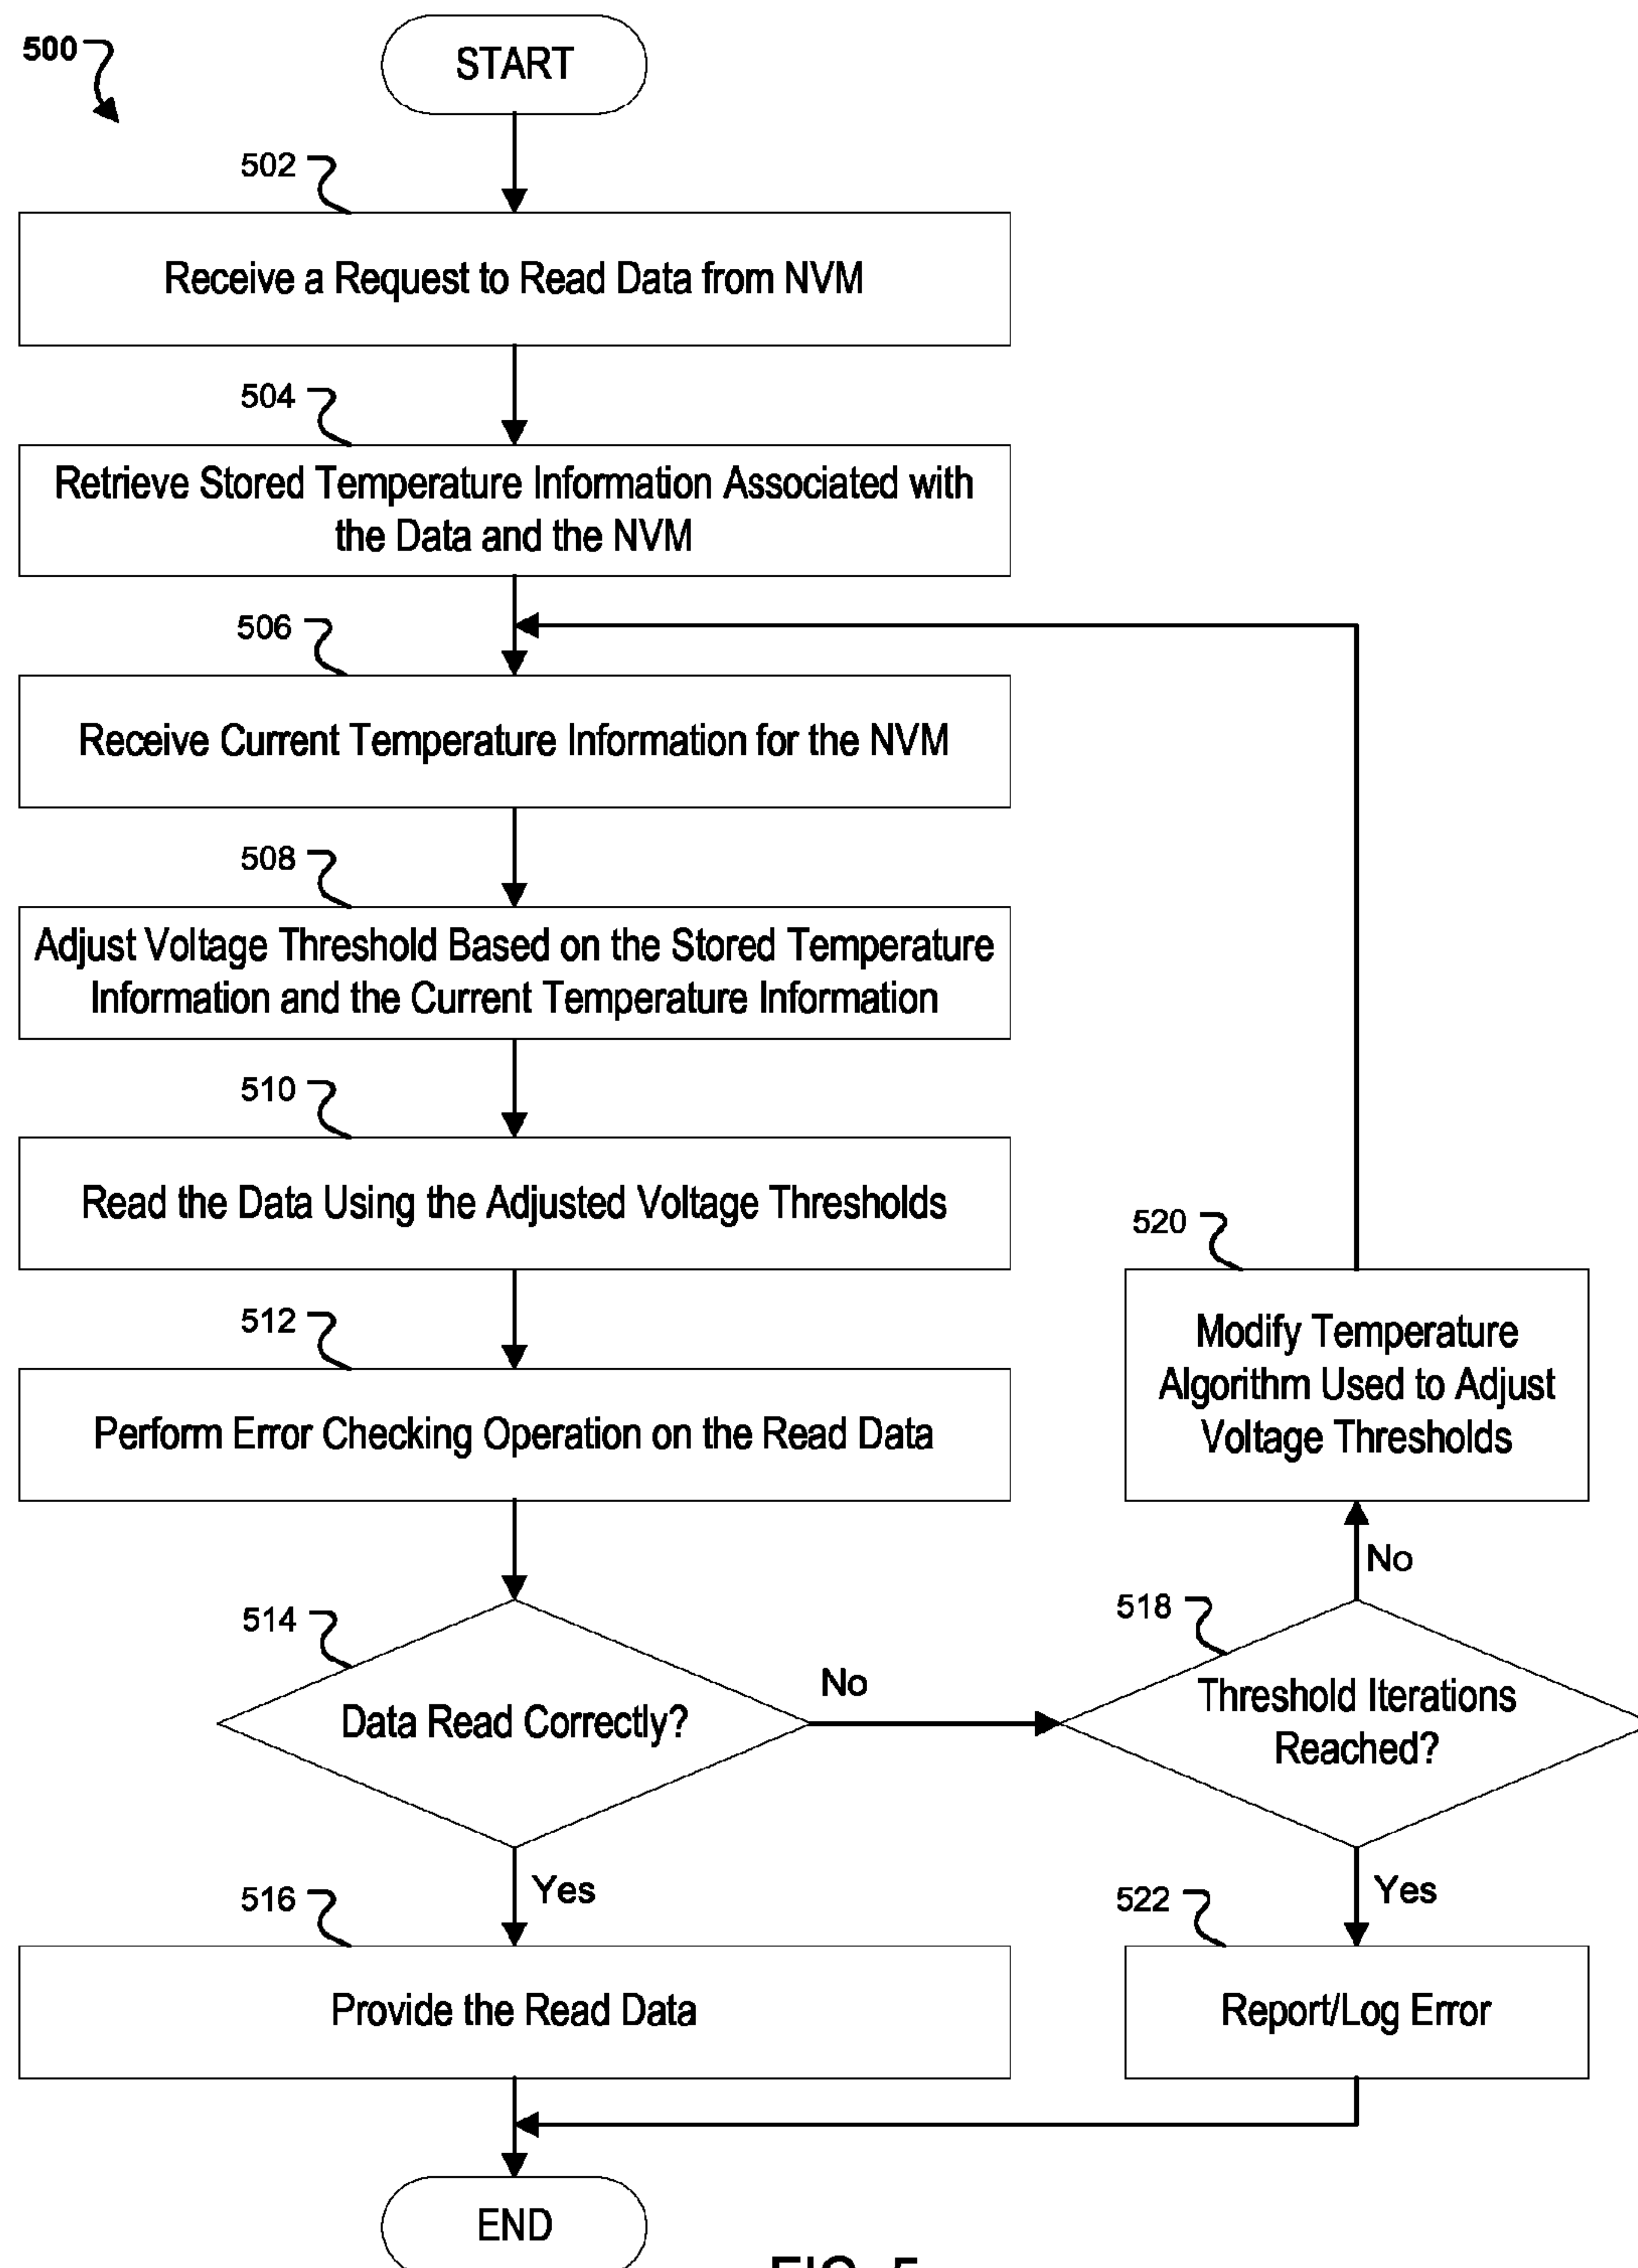 500
START
502
Receive a Request to Read Data from NVM
504
Retrieve Stored Temperature Information Associated with
the Data and the NVM
506
Receive Current Temperature Information for the NVM
508
Adjust Voltage Threshold Based on the Stored Temperature
Information and the Current Temperature Information
510
Read the Data Using the Adjusted Voltage Thresholds
520
Modify Temperature
Algorithm Used to Adjust
Voltage Thresholds
512
Perform Error Checking Operation on the Read Data
No
514
Data Read Correctly?
No
518
Threshold Iterations
Reached?
Yes
Yes
516
Provide the Read Data
522
Report/Log Error
END
FIG. 5